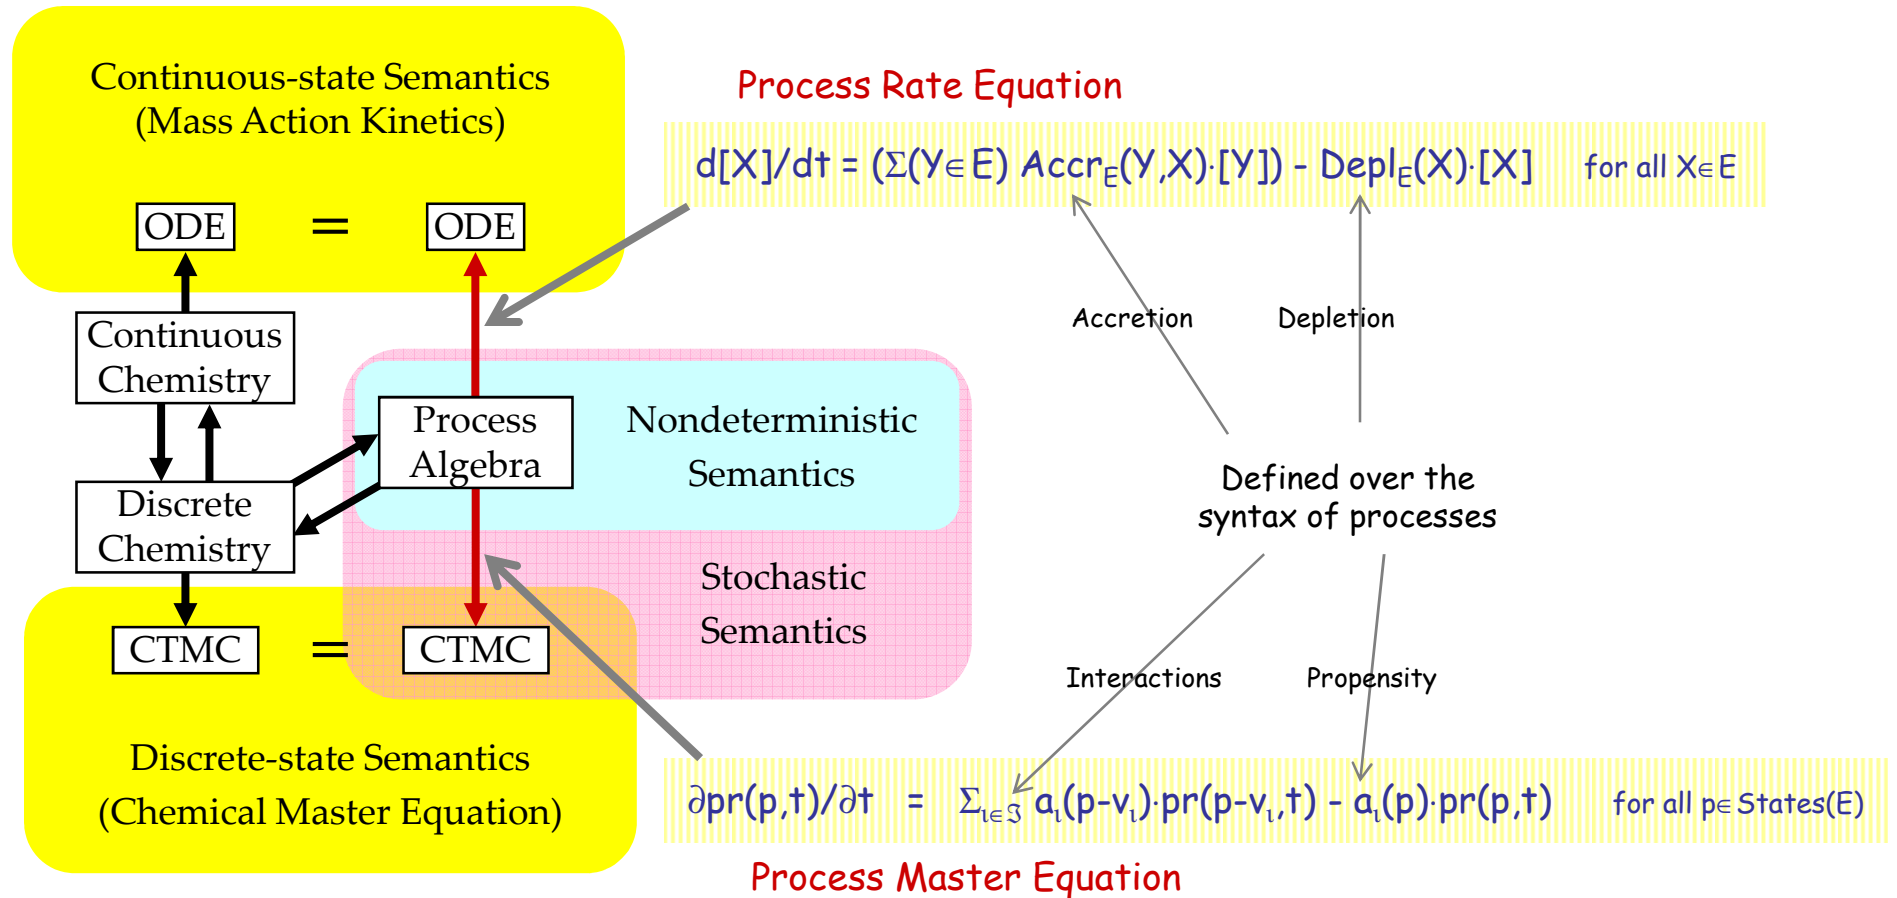 Continuous-state Semantics
(Mass Action Kinetics)
ODE = ODE
Continuous
Chemistry
Process
Algebra
Discrete
Chemistry
Nondeterministic
Semantics
Stochastic
Semantics
CTMC = CTMC
Discrete-state Semantics
(Chemical Master Equation)
Process Rate Equation
d[X]/dt = (Σ(Y∈E) Accr_E(Y,X)·[Y]) - Depl_E(X)·[X] for all X∈E
Accretion Depletion
Defined over the
syntax of processes
Interactions Propensity
∂pr(p,t)/∂t = Σ_ι∈ℑ a_ι(p-v_ι)·pr(p-v_ι,t) - a_ι(p)·pr(p,t) for all p∈States(E)
Process Master Equation